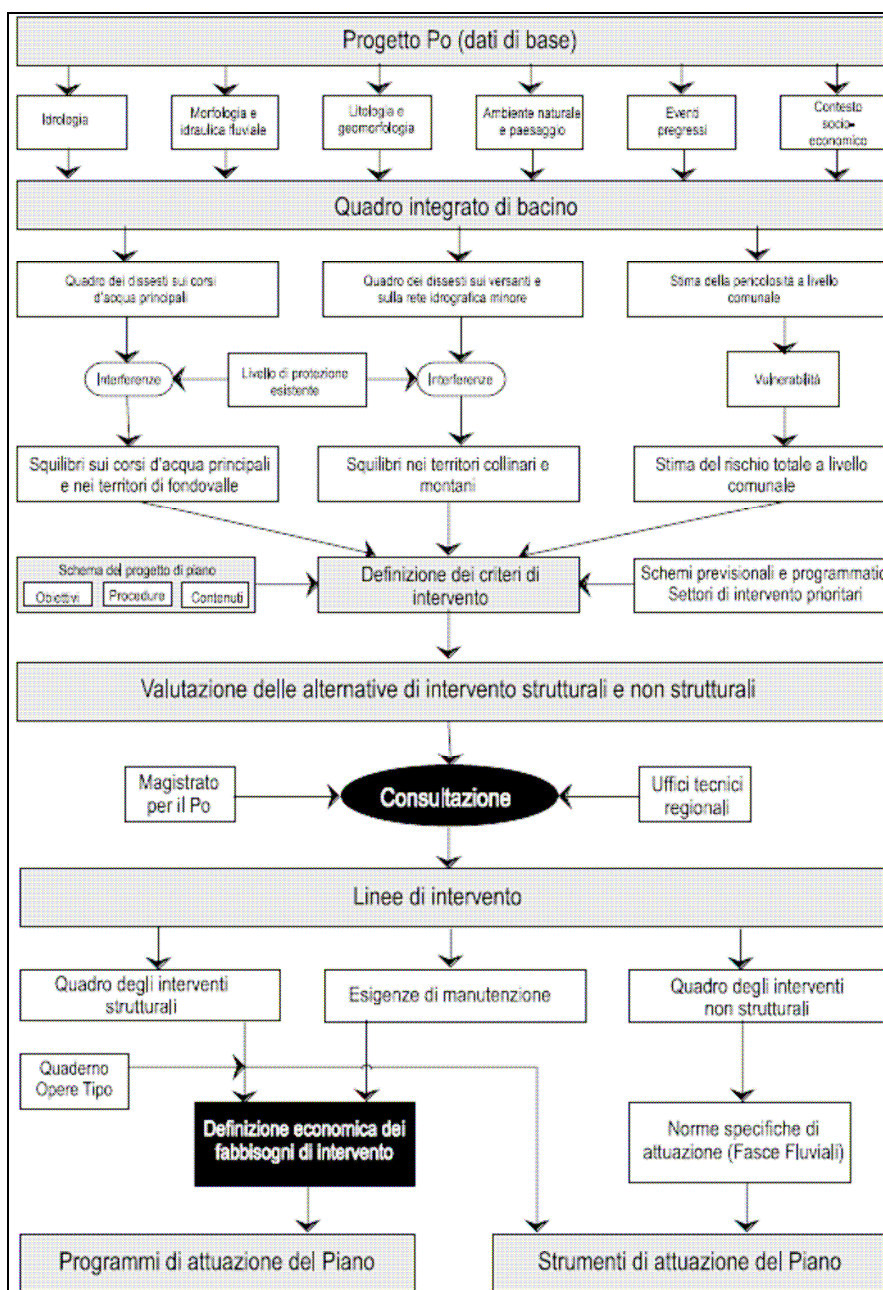 Progetto Po (dati di base)
Idrologia
Morfologia e
idraulica fluviale
Litologia e
geomorfologia
Ambiente naturale
e paesaggio
Eventi
pregressi
Contesto
socio-
economico
Quadro integrato di bacino
Quadro dei dissesti sui corsi
d'acqua principali
Quadro dei dissesti sui versanti e
sulla rete idrografica minore
Stima della pericolosità a livello
comunale
Interferenze
Livello di protezione
esistente
Interferenze
Vulnerabilità
Squilibri sui corsi d'acqua principali
e nei territori di fondovalle
Squilibri nei territori collinari e
montani
Stima del rischio totale a livello
comunale
Schema del progetto di piano
Obiettivi
Procedure
Contenuti
Definizione dei criteri di
intervento
Schemi previsionali e programmatic
Settori di intervento prioritari
Valutazione delle alternative di intervento strutturali e non strutturali
Magistrato
per il Po
Consultazione
Uffici tecnici
regionali
Linee di intervento
Quadro degli interventi
strutturali
Esigenze di manutenzione
Quadro degli interventi
non strutturali
Quaderno
Opere Tipo
Definizione economica dei
fabbisogni di intervento
Norme specifiche di
attuazione (Fasce Fluviali)
Programmi di attuazione del Piano
Strumenti di attuazione del Piano